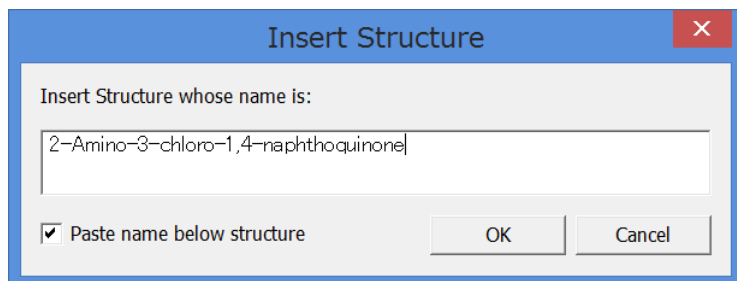 Insert Structure
Insert Structure whose name is:
2-Amino-3-chloro-1,4-naphthoquinone
Paste name below structure
OK
Cancel